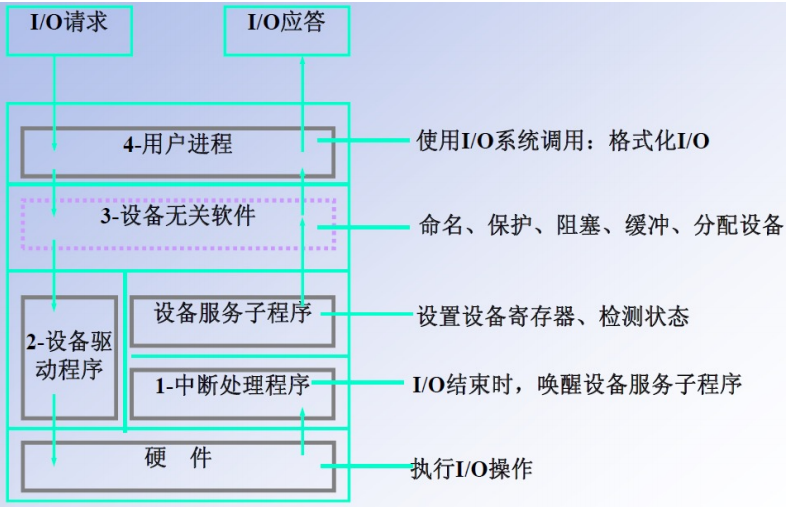 I/O请求
I/O应答
4-用户进程
使用I/O系统调用：格式化I/O
3-设备无关软件
命名、保护、阻塞、缓冲、分配设备
设备服务子程序
设置设备寄存器、检测状态
2-设备驱
动程序
1-中断处理程序
I/O结束时，唤醒设备服务子程序
硬 件
执行I/O操作